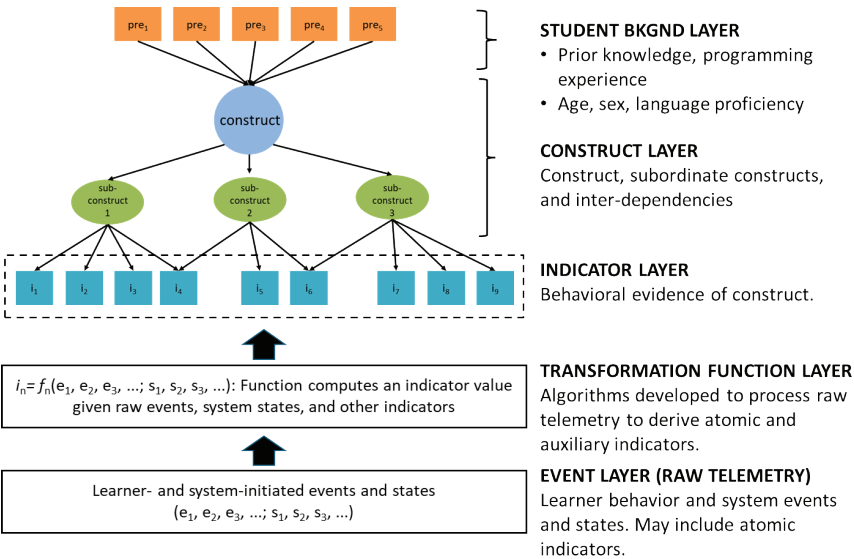 pre1 pre2 pre3 pre4 pre5
construct
sub-
construct
1
sub-
construct
2
sub-
construct
3
i1 i2 i3 i4 i5 i6 i7 i8 i9
in= fn(e1, e2, e3, ...; s1, s2, s3, ...): Function computes an indicator value
given raw events, system states, and other indicators
Learner- and system-initiated events and states
(e1, e2, e3, ...; s1, s2, s3, ...)
STUDENT BKGND LAYER
• Prior knowledge, programming
experience
• Age, sex, language proficiency
CONSTRUCT LAYER
Construct, subordinate constructs,
and inter-dependencies
INDICATOR LAYER
Behavioral evidence of construct.
TRANSFORMATION FUNCTION LAYER
Algorithms developed to process raw
telemetry to derive atomic and
auxiliary indicators.
EVENT LAYER (RAW TELEMETRY)
Learner behavior and system events
and states. May include atomic
indicators.